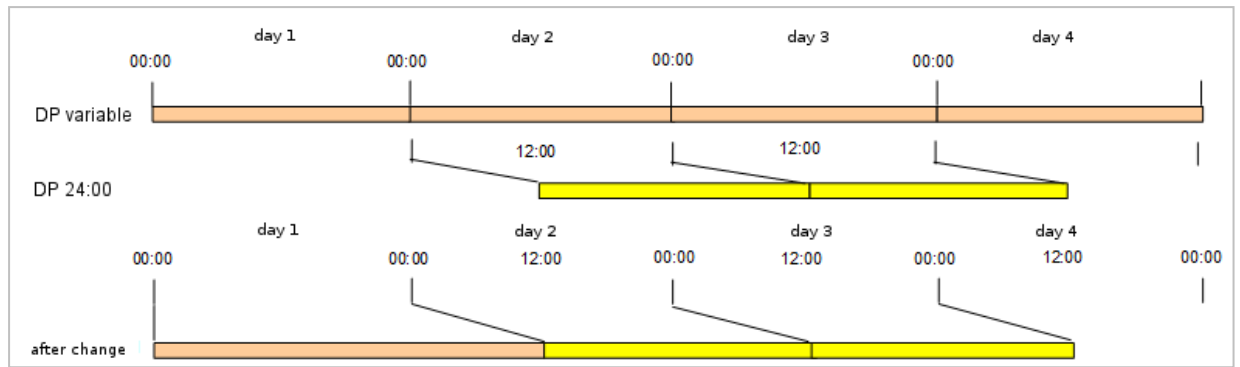 day 1 day 2 day 3 day 4
00:00 00:00 00:00 00:00
DP variable
12:00 12:00
DP 24:00
day 1 day 2 day 3 day 4
00:00 00:00 12:00 00:00 12:00 00:00 12:00 00:00
after change